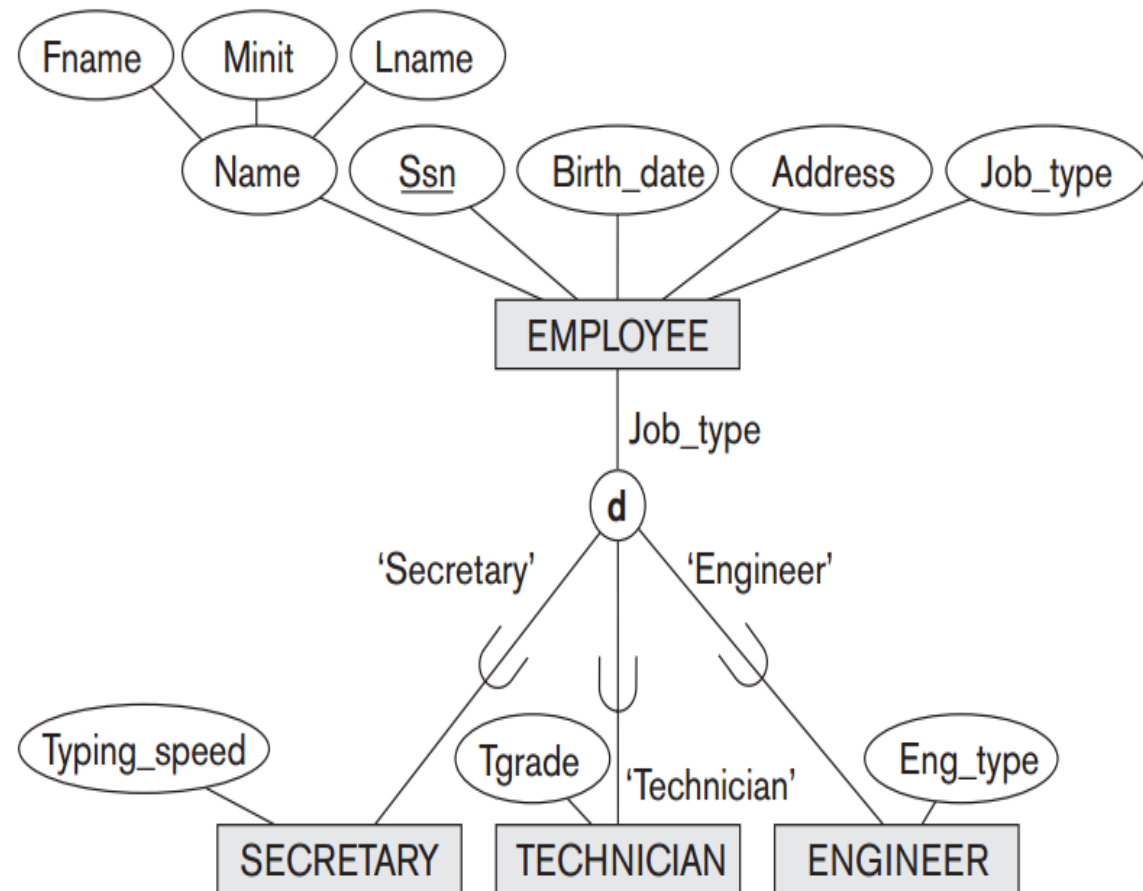 Fname Minit Lname
Name Ssn Birth_date Address Job_type
EMPLOYEE
Job_type
d
‘Secretary’ ‘Engineer’
Typing_speed Tgrade ‘Technician’ Eng_type
SECRETARY TECHNICIAN ENGINEER